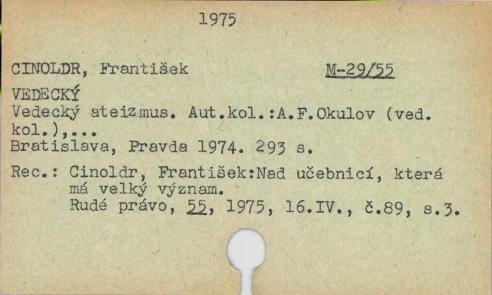 1975
CINOLDR, František M-29/55
VEDECKÝ
Vedecký ateizmus. Aut.kol.:A.F.Okulov (ved.
kol.),...
Bratislava, Pravda 1974. 293 s.
Rec.: Cinoldr, František:Nad učebnicí, která
má velký význam.
Rudé právo, 55, 1975, 16.IV., č.89, s.3.